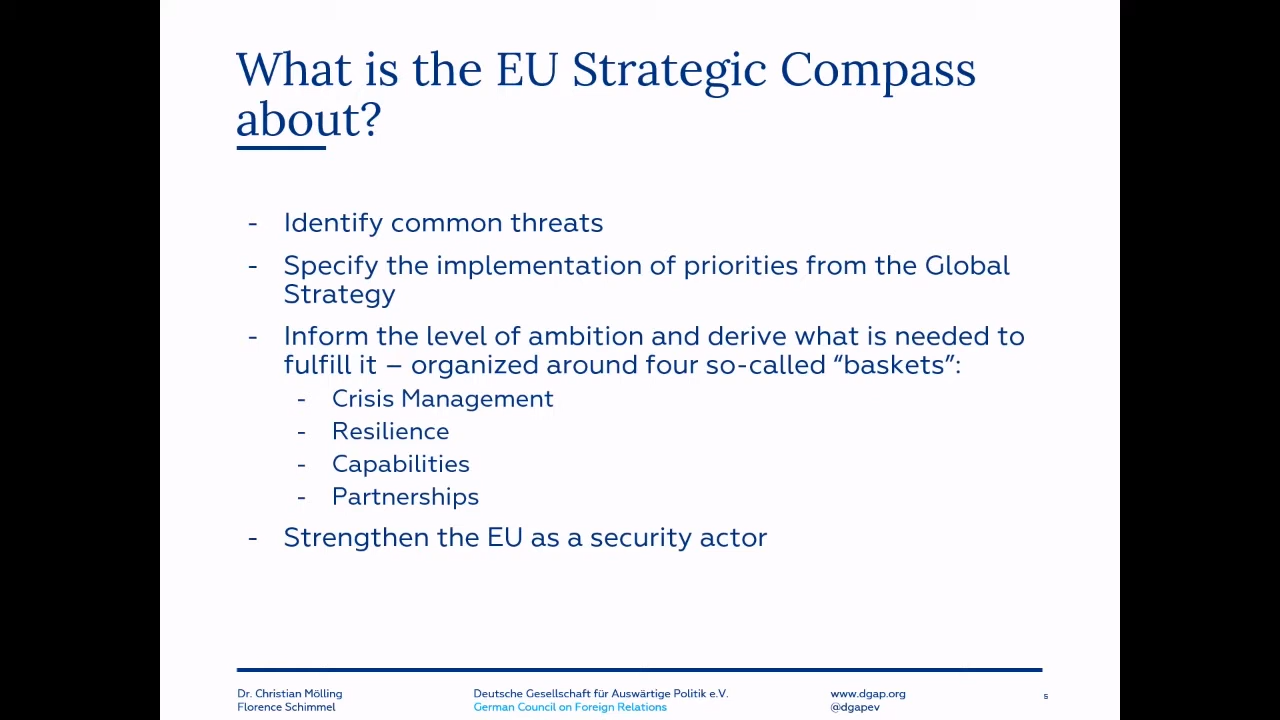 What is the EU Strategic Compass
about?
- Identify common threats
- Specify the implementation of priorities from the Global
Strategy
- Inform the level of ambition and derive what is needed to
fulfill it – organized around four so-called “baskets”:
- Crisis Management
- Resilience
- Capabilities
- Partnerships
- Strengthen the EU as a security actor
Dr. Christian Mölling
Florence Schimmel
Deutsche Gesellschaft für Auswärtige Politik e.V.
German Council on Foreign Relations
www.dgap.org
@dgapev
5